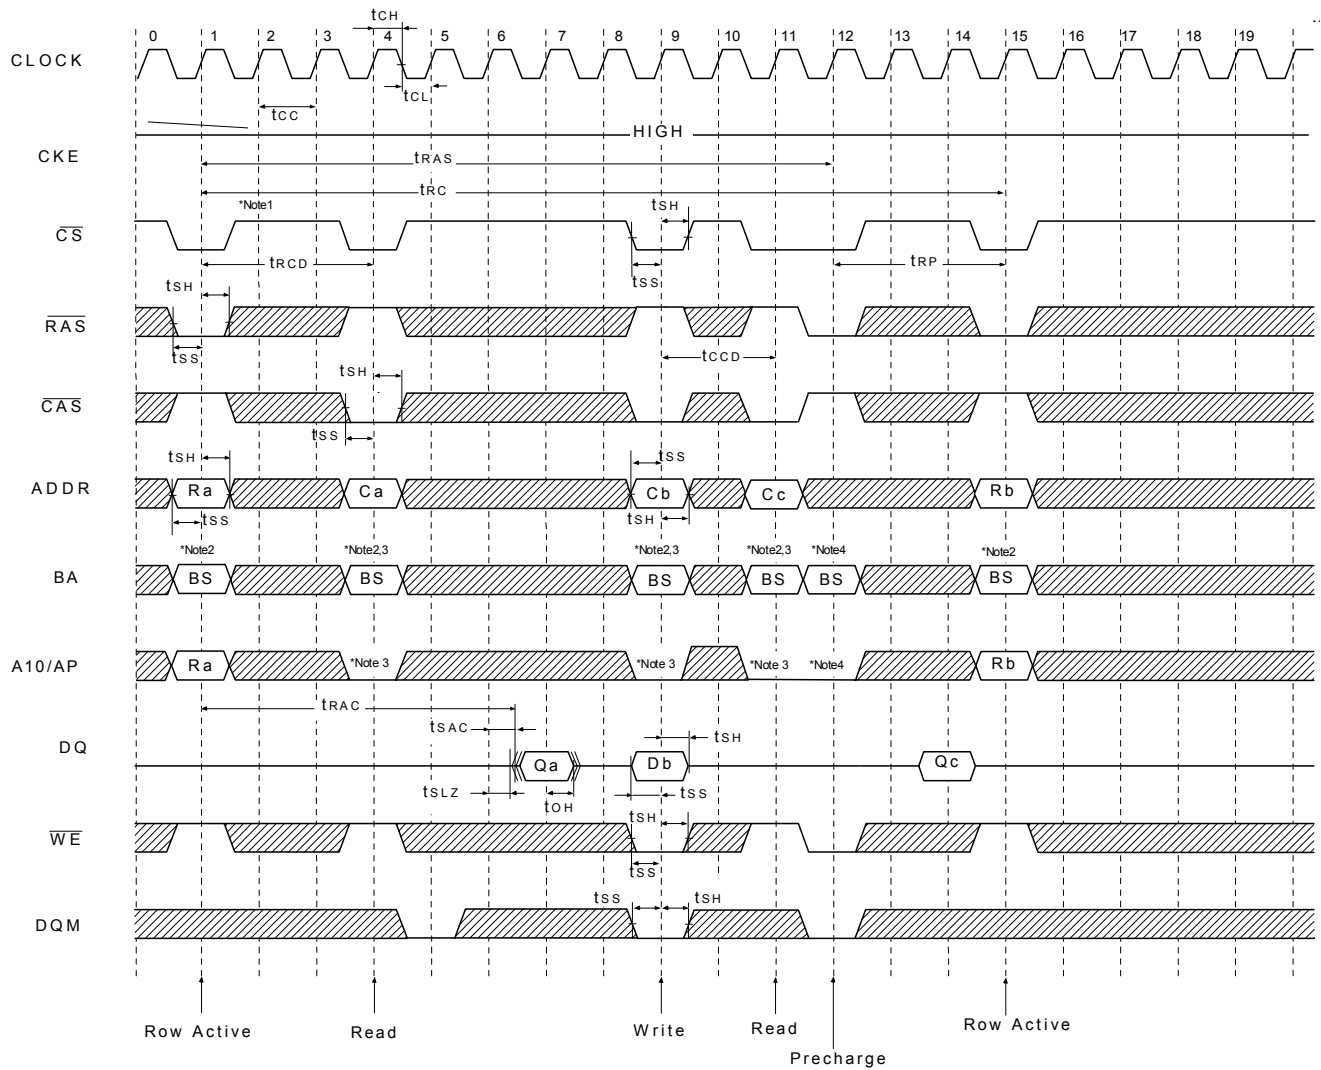 ..
0 1 2 3 4 5 6 7 8 9 10 11 12 13 14 15 16 17 18 19
tCH
CLOCK
tCL
tCC
HIGH
CKE
tRAS
tRC
*Note1
tSH
CS
tRCD
tRP
tSS
tSH
RAS
tSS
tCCD
tSH
CAS
tSS
tSH
tSS
ADDR
Ra Ca Cb Cc Rb
tSS
tSH
*Note2 *Note2,3 *Note2,3 *Note2,3 *Note4 *Note2
BA
BS BS BS BS BS BS
A10/AP
Ra *Note 3 *Note 3 *Note 3 *Note4 Rb
tRAC
tSAC
tSH
DQ
Qa Db Qc
tSLZ
tOH
tSS
tSH
WE
tSS
tSS
tSH
DQM
Row Active Read Write Read Row Active
Precharge